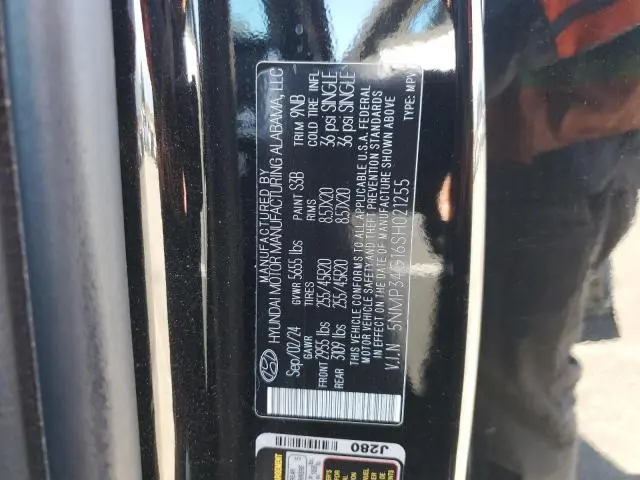 MANUFACTURED BY
HYUNDAI MOTOR MANUFACTURING ALABAMA, LLC
Sep/02/24 GVWR 5655 lbs PAINT S3B TRIM 9NB
GAWR TIRES RIMS COLD TIRE INFL
FRONT 2955 lbs 255/45R20 8.5JX20 36 psi SINGLE
REAR 3109 lbs 255/45R20 8.5JX20 36 psi SINGLE
THIS VEHICLE CONFORMS TO ALL APPLICABLE U.S.A. FEDERAL
MOTOR VEHICLE SAFETY AND THEFT PREVENTION STANDARDS
IN EFFECT ON THE DATE OF MANUFACTURE SHOWN ABOVE
V.I.N 5NMP34G16SH021255 TYPE: MPV
J280